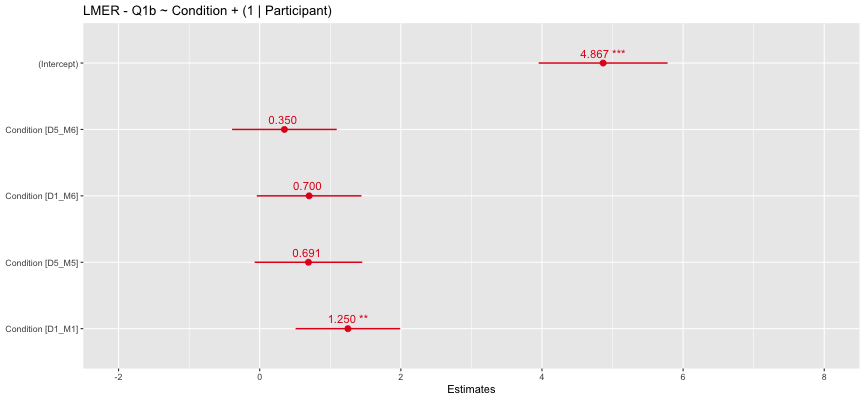 LMER - Q1b ~ Condition + (1 | Participant)
(Intercept)
4.867 ***
Condition [D5_M6]
0.350
Condition [D1_M6]
0.700
Condition [D5_M5]
0.691
Condition [D1_M1]
1.250 **
-2 0 2 4 6 8
Estimates